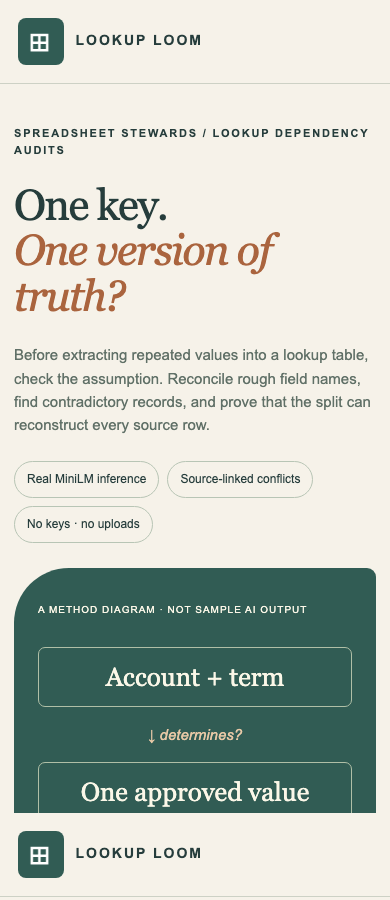 LOOKUP LOOM
SPREADSHEET STEWARDS / LOOKUP DEPENDENCY
AUDITS
One key.
One version of
truth?
Before extracting repeated values into a lookup table,
check the assumption. Reconcile rough field names,
find contradictory records, and prove that the split can
reconstruct every source row.
Real MiniLM inference
Source-linked conflicts
No keys · no uploads
A METHOD DIAGRAM · NOT SAMPLE AI OUTPUT
Account + term
↓ determines?
One approved value
LOOKUP LOOM